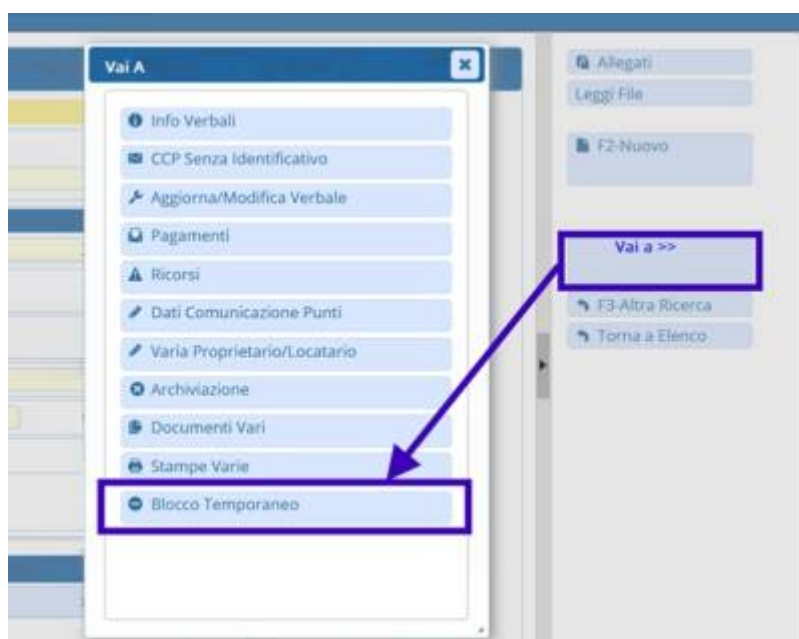 Vai A
Info Verbali
CCP Senza Identificativo
Aggiorna/Modifica Verbale
Pagamenti
Ricorsi
Dati Comunicazione Punti
Varia Proprietario/Locatario
Archiviazione
Documenti Vari
Stampe Varie
Blocco Temporaneo
Allegati
Leggi File
F2-Nuovo
Vai a >>
F3-Altra Ricerca
Torna a Elenco